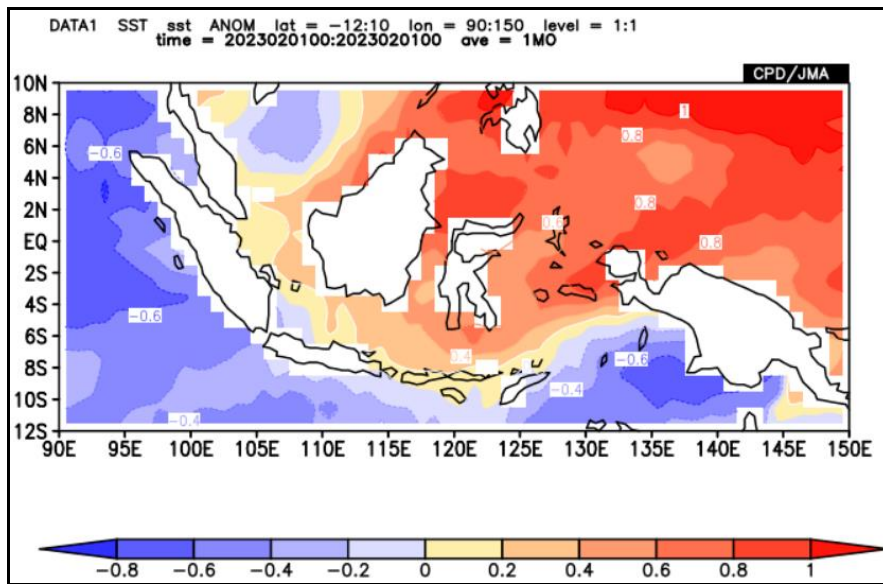 DATA1 SST sst ANOM lat = -12:10 lon = 90:150 level = 1:1
time = 2023020100:2023020100 ave = 1MO
CPD/JMA
10N
8N
6N
4N
2N
EQ
2S
4S
6S
8S
10S
12S
-0.6
-0.6
-0.4
0.4
0.6
0.8
1
0.8
0.8
-0.6
-0.4
90E 95E 100E 105E 110E 115E 120E 125E 130E 135E 140E 145E 150E
-0.8 -0.6 -0.4 -0.2 0 0.2 0.4 0.6 0.8 1